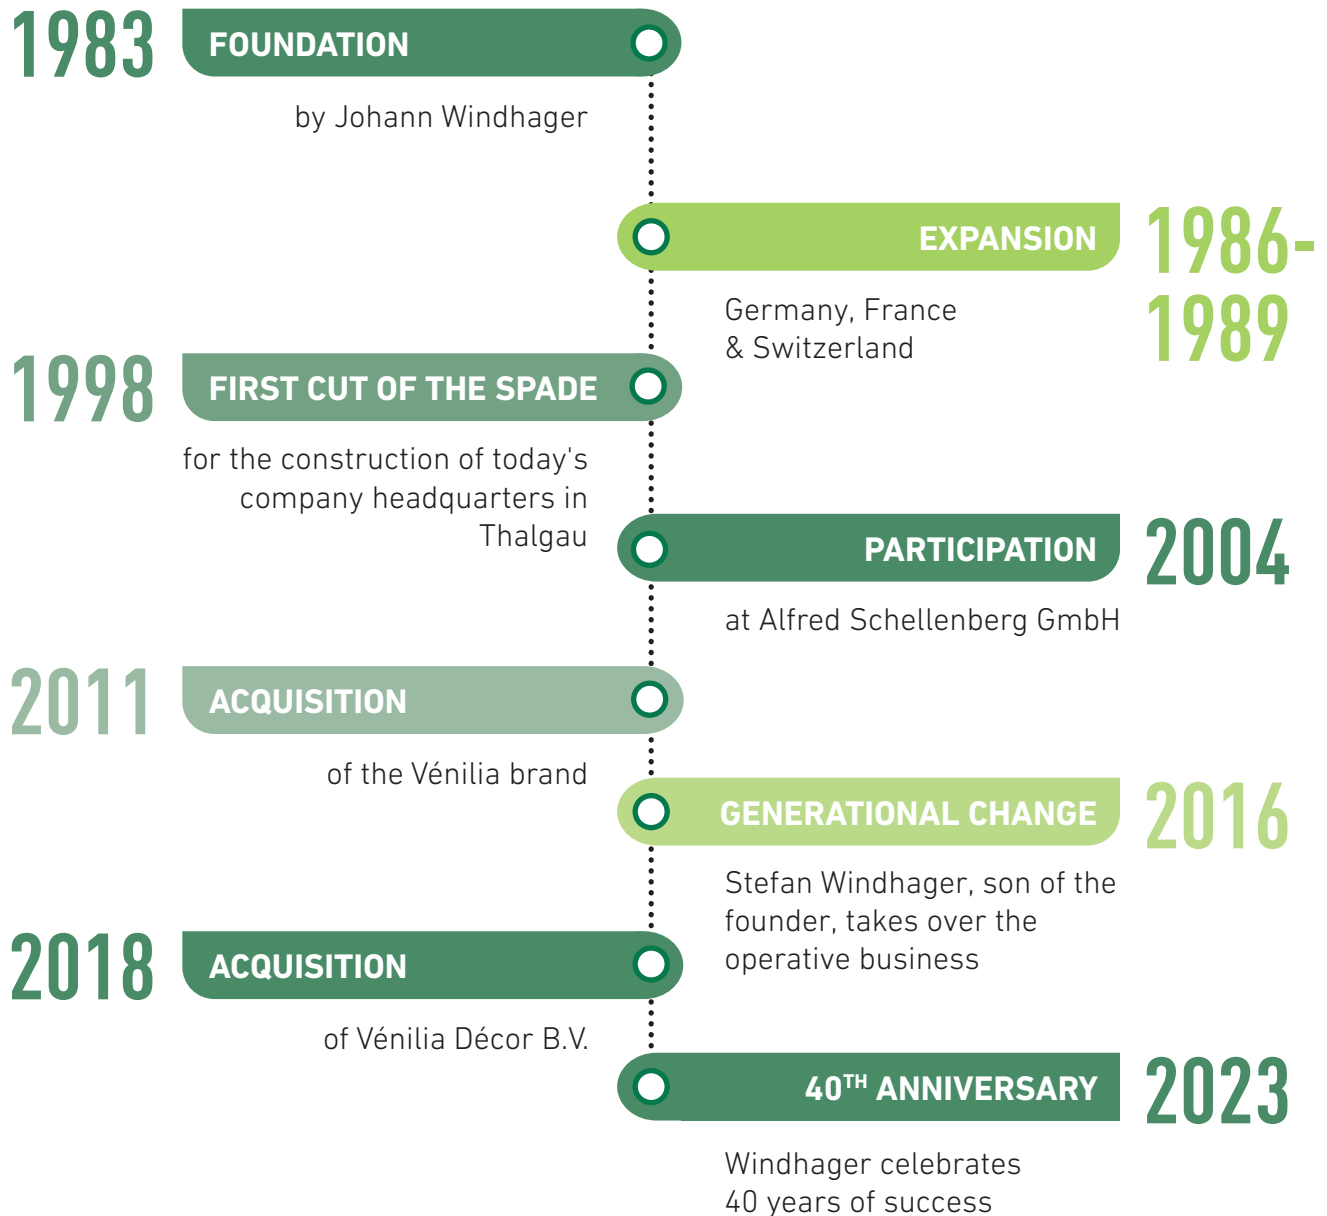 1983
FOUNDATION
by Johann Windhager
EXPANSION
1986-
1989
Germany, France
& Switzerland
1998
FIRST CUT OF THE SPADE
for the construction of today's
company headquarters in
Thalgau
PARTICIPATION
2004
at Alfred Schellenberg GmbH
2011
ACQUISITION
of the Vénilia brand
GENERATIONAL CHANGE
2016
Stefan Windhager, son of the
founder, takes over the
operative business
2018
ACQUISITION
of Vénilia Décor B.V.
40TH ANNIVERSARY
2023
Windhager celebrates
40 years of success